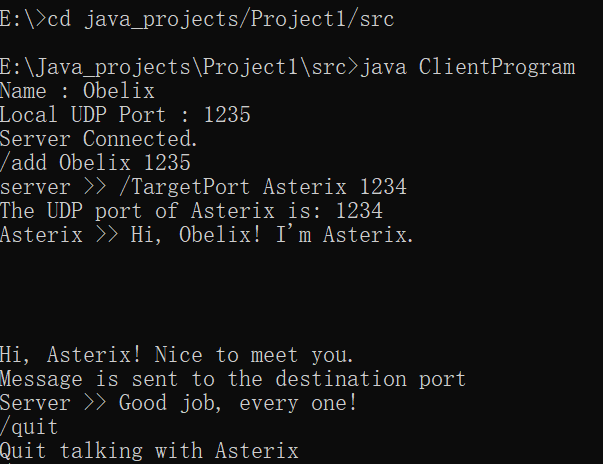 E:\>cd java_projects/Project1/src
E:\Java_projects\Project1\src>java ClientProgram
Name : Obelix
Local UDP Port : 1235
Server Connected.
/add Obelix 1235
server >> /TargetPort Asterix 1234
The UDP port of Asterix is: 1234
Asterix >> Hi, Obelix! I'm Asterix.
Hi, Asterix! Nice to meet you.
Message is sent to the destination port
Server >> Good job, every one!
/quit
Quit talking with Asterix